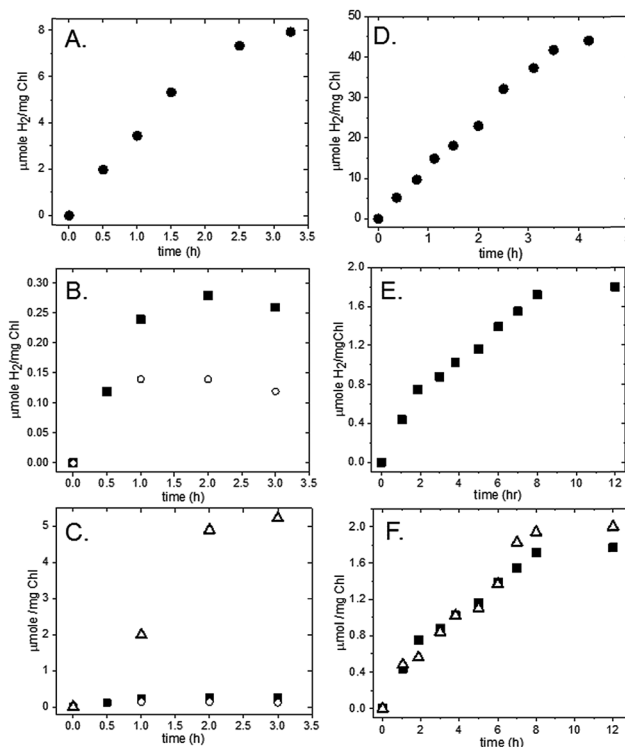 A.
µmole H2/mg Chl
8
6
4
2
0
0.0 0.5 1.0 1.5 2.0 2.5 3.0 3.5
time (h)
D.
µmole H2/mg Chl
50
40
30
20
10
0
0 1 2 3 4
time (h)
B.
µmole H2/mg Chl
0.30
0.25
0.20
0.15
0.10
0.05
0.00
0.0 0.5 1.0 1.5 2.0 2.5 3.0 3.5
time (h)
E.
µmole H2/mgChl
1.8
1.2
0.6
0.0
0 2 4 6 8 10 12
time (hr)
C.
µmole /mg Chl
5
4
2
0
0.0 0.5 1.0 1.5 2.0 2.5 3.0 3.5
time (h)
F.
µmol /mg Chl
2.0
1.6
1.2
0.8
0.4
0.0
0 2 4 6 8 10 12
time (hr)